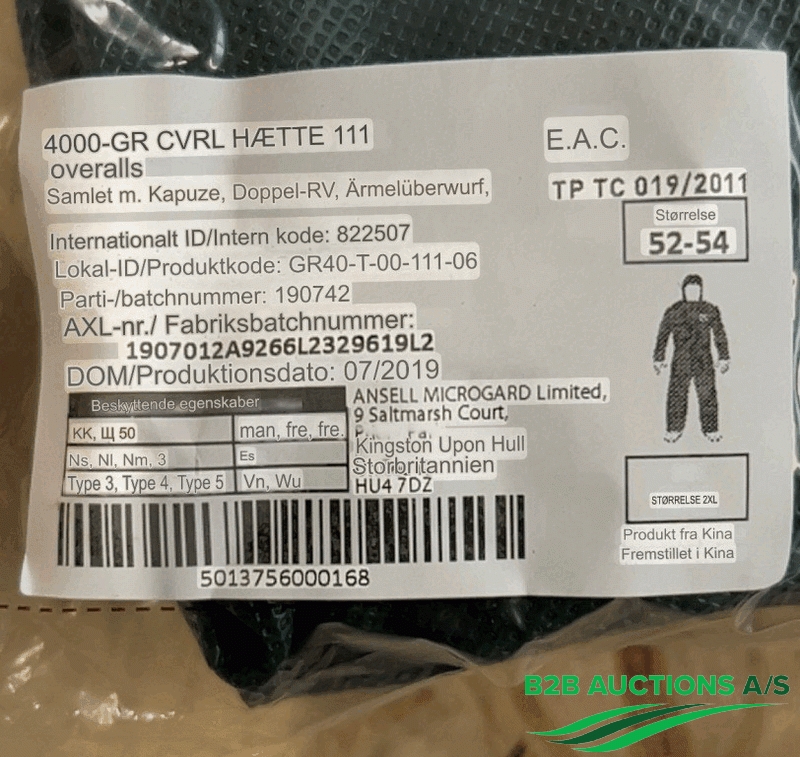 4000-GR CVRL HÆTTE 111
overalls
Samlet m. Kapuze, Doppel-RV, Ärmelüberwurf,
Internationalt ID/Intern kode: 822507
Lokal-ID/Produktkode: GR40-T-00-111-06
Parti-/batchnummer: 190742
AXL-nr./ Fabriksbatchnummer:
1907012A9266L2329619L2
DOM/Produktionsdato: 07/2019
E.A.C.
TP TC 019/2011
Størrelse
52-54
Beskyttende egenskaber
КК, Щ 50 man, fre, fre.
Ns, NI, Nm, 3 Es
Type 3, Type 4, Type 5 Vn, Wu
ANSELL MICROGARD Limited,
9 Saltmarsh Court,
Kingston Upon Hull
Storbritannien
HU4 7DZ
STØRRELSE 2XL
Produkt fra Kina
Fremstillet i Kina
5013756000168
B2B AUCTIONS A/S